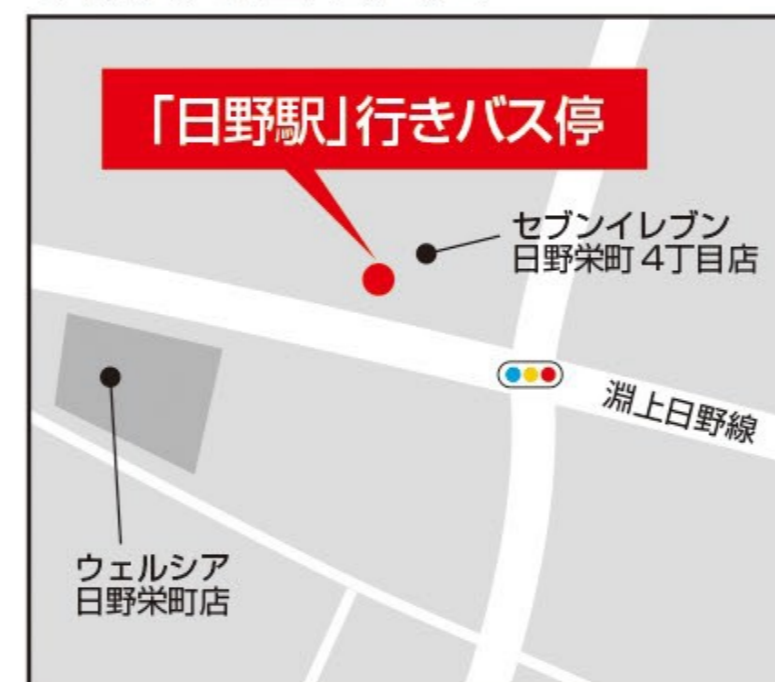 「日野駅」行きバス停
セブンイレブン
日野栄町 4丁目店
淵上日野線
ウェルシア
日野栄町店